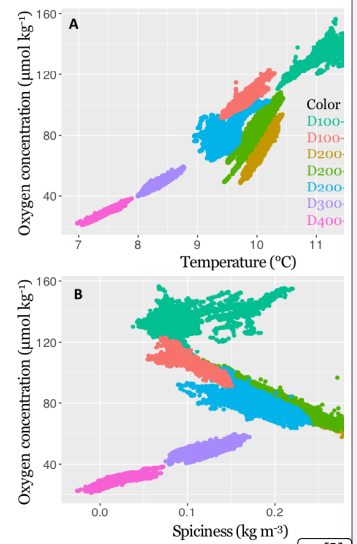 A
Oxygen concentration (µmol kg⁻¹)
160
120
80
40
Color
D100-
D100-
D200-
D200-
D200-
D300-
D400-
7 8 9 10 11
Temperature (°C)
B
Oxygen concentration (µmol kg⁻¹)
160
120
80
40
0.0 0.1 0.2
Spiciness (kg m⁻³)